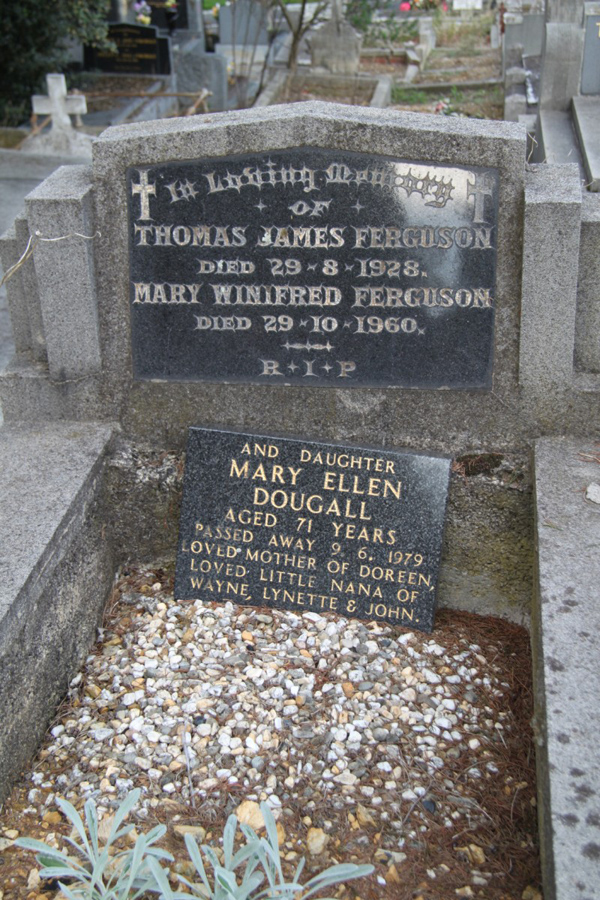 In Loving Memory
OF
THOMAS JAMES FERGUSON
DIED 29-8-1928.
MARY WINIFRED FERGUSON
DIED 29-10-1960.
R•I•P
AND DAUGHTER
MARY ELLEN
DOUGALL
AGED 71 YEARS
PASSED AWAY 9. 6. 1979
LOVED MOTHER OF DOREEN,
LOVED LITTLE NANA OF
WAYNE, LYNETTE & JOHN.